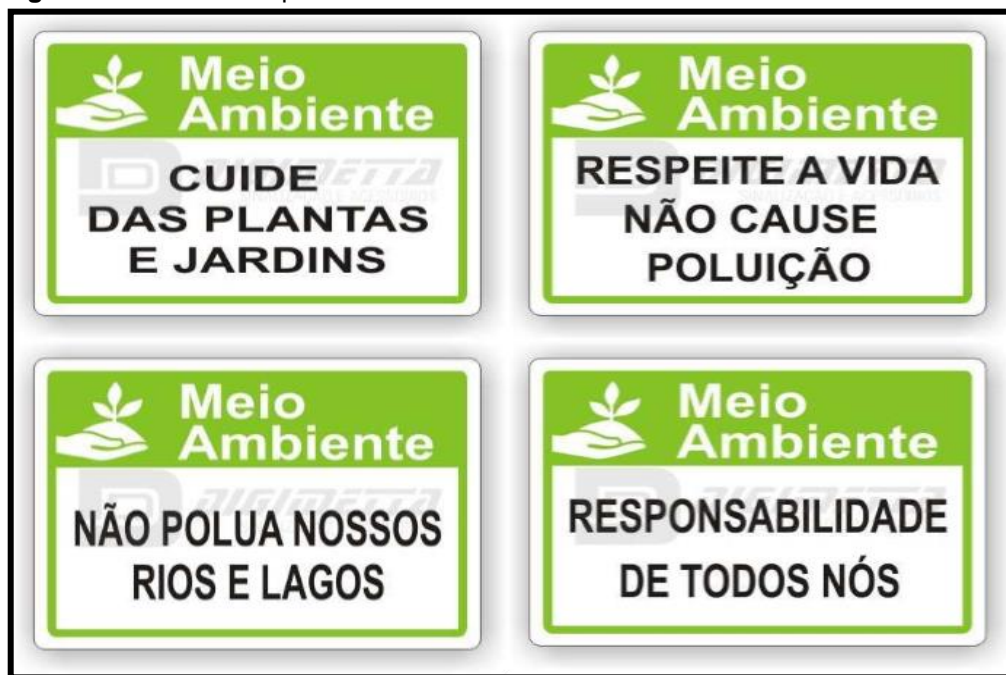 Meio
Ambiente
CUIDE
DAS PLANTAS
E JARDINS
Meio
Ambiente
RESPEITE A VIDA
NÃO CAUSE
POLUIÇÃO
Meio
Ambiente
NÃO POLUA NOSSOS
RIOS E LAGOS
Meio
Ambiente
RESPONSABILIDADE
DE TODOS NÓS